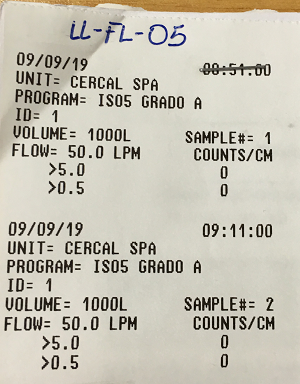 LL-FL-05
09/09/19 08:51:00
UNIT= CERCAL SPA
PROGRAM= ISO5 GRADO A
ID= 1
VOLUME= 1000L SAMPLE#= 1
FLOW= 50.0 LPM COUNTS/CM
>5.0 0
>0.5 0
09/09/19 09:11:00
UNIT= CERCAL SPA
PROGRAM= ISO5 GRADO A
ID= 1
VOLUME= 1000L SAMPLE#= 2
FLOW= 50.0 LPM COUNTS/CM
>5.0 0
>0.5 0